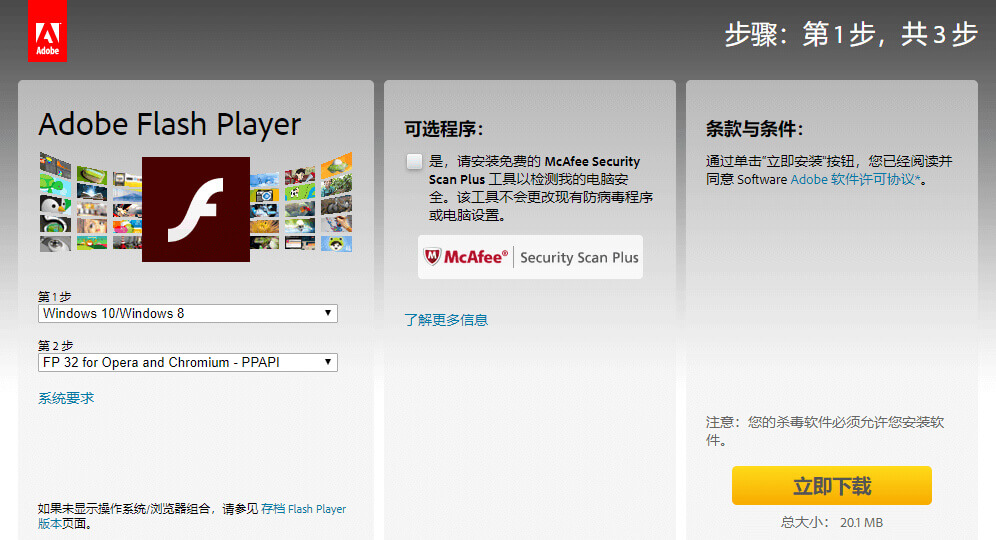 Adobe
步骤：第 1 步，共 3 步
Adobe Flash Player
第 1 步
Windows 10/Windows 8
第 2 步
FP 32 for Opera and Chromium - PPAPI
系统要求
如果未显示操作系统/浏览器组合，请参见 存档 Flash Player
版本页面。
可选程序：
是，请安装免费的 McAfee Security
Scan Plus 工具以检测我的电脑安
全。该工具不会更改现有防病毒程序
或电脑设置。
McAfee® Security Scan Plus
了解更多信息
条款与条件：
通过单击“立即安装”按钮，您已经阅读并
同意 Software Adobe 软件许可协议*。
注意：您的杀毒软件必须允许您安装软
件。
立即下载
总大小： 20.1 MB